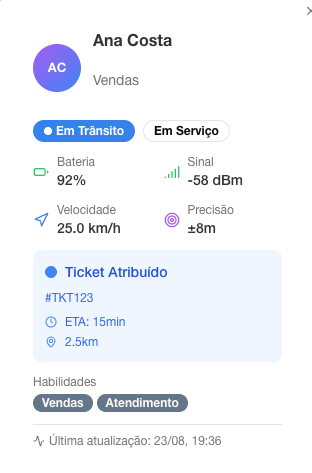 Ana Costa
AC
Vendas
Em Trânsito Em Serviço
Bateria Sinal
92% -58 dBm
Velocidade Precisão
25.0 km/h ±8m
Ticket Atribuído
#TKT123
ETA: 15min
2.5km
Habilidades
Vendas Atendimento
Última atualização: 23/08, 19:36